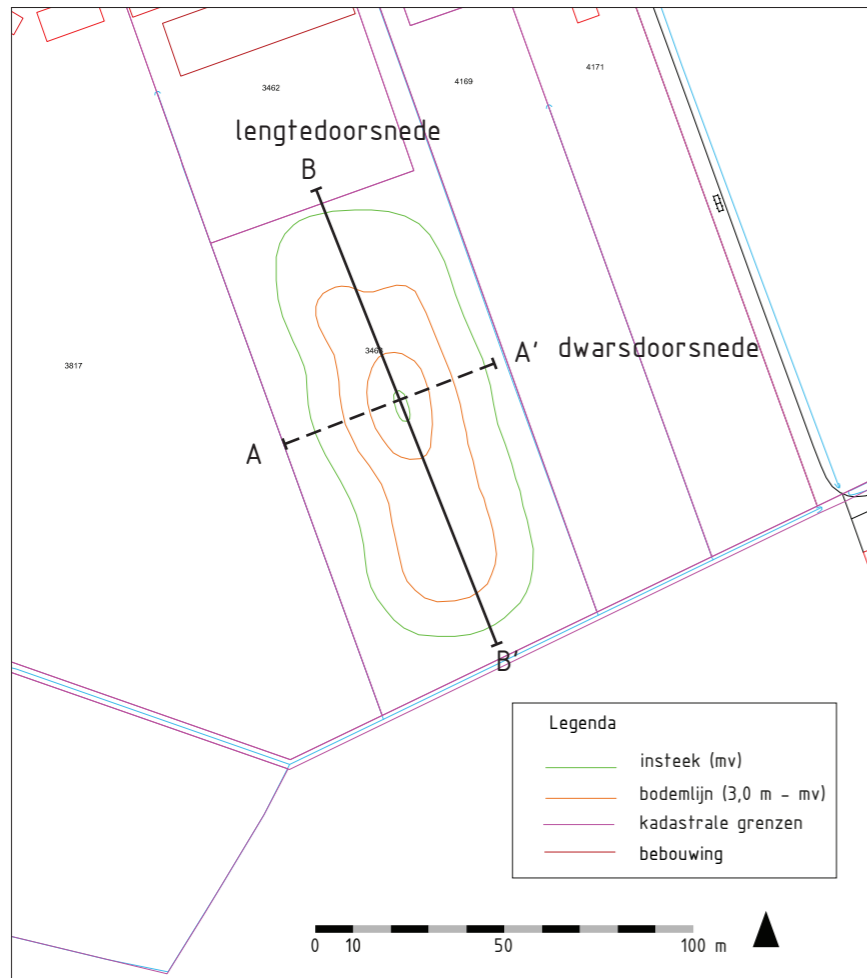 3462
4169
4171
lengtedoorsnede
B
A' dwarsdoorsnede
3817
A
B'
Legenda
insteek (mv)
bodemlijn (3,0 m - mv)
kadastrale grenzen
bebouwing
0 10 50 100 m